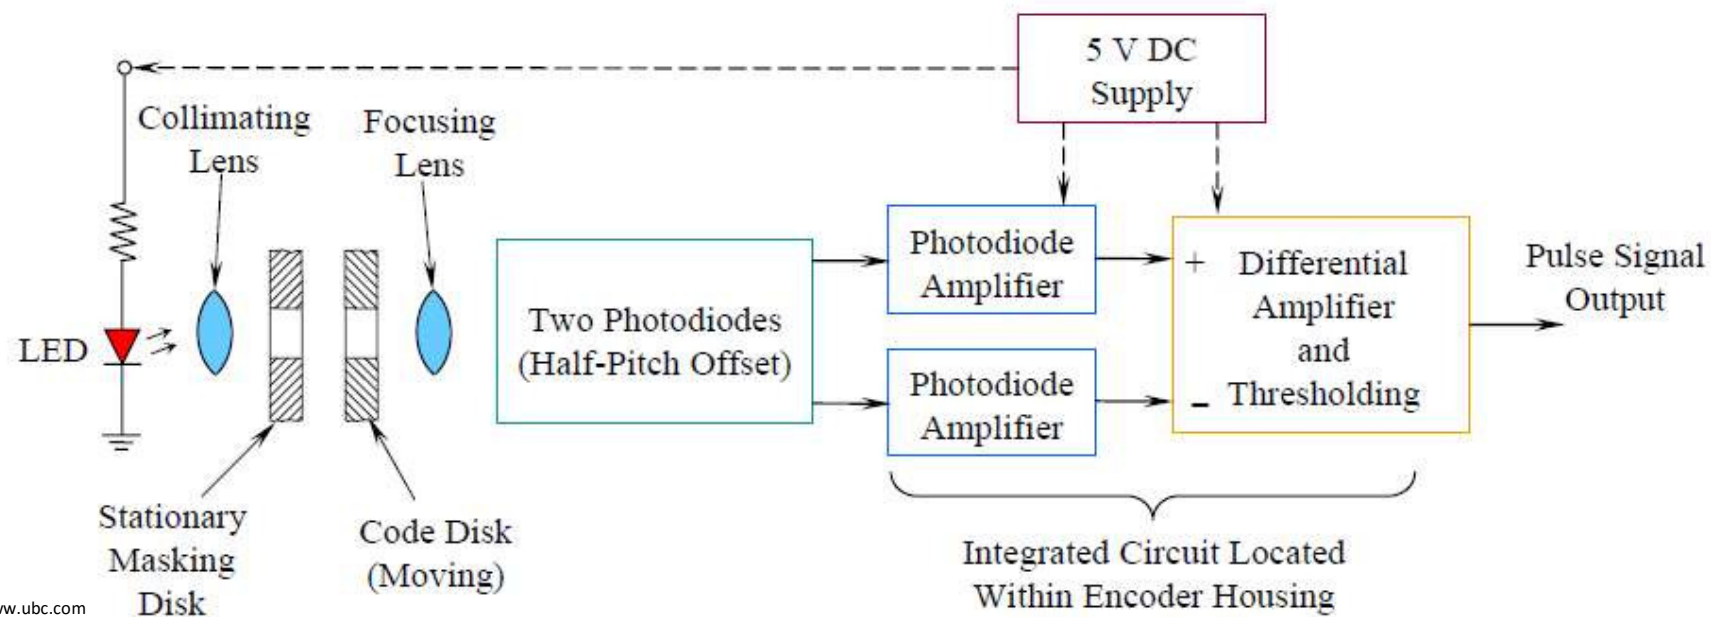 5 V DC
Supply
Collimating
Lens
Focusing
Lens
LED
Two Photodiodes
(Half-Pitch Offset)
Photodiode
Amplifier
Photodiode
Amplifier
+ Differential
Amplifier
and
- Thresholding
Pulse Signal
Output
Stationary
Masking
Disk
Code Disk
(Moving)
Integrated Circuit Located
Within Encoder Housing
w.ubc.com